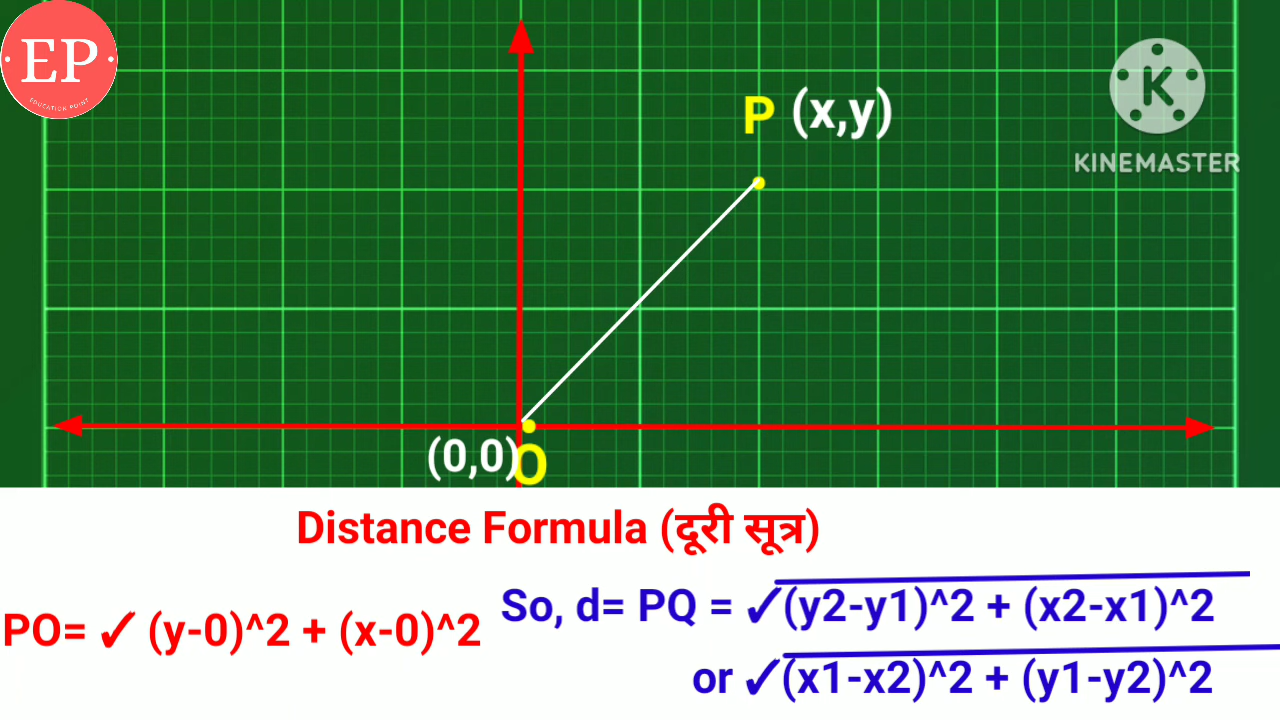 EP
EDUCATION POINT
P (x,y)
KINEMASTER
(0,0)
O
Distance Formula (दूरी सूत्र)
PO= ✓ (y-0)^2 + (x-0)^2
So, d= PQ = ✓(y2-y1)^2 + (x2-x1)^2
or ✓(x1-x2)^2 + (y1-y2)^2